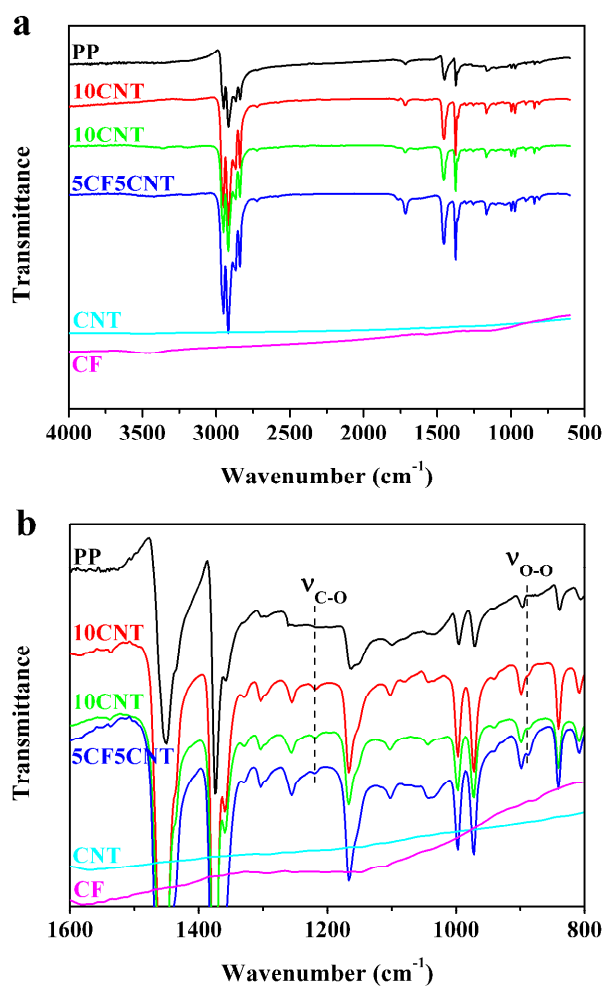 a
PP
10CNT
10CNT
5CF5CNT
CNT
CF
Transmittance
4000 3500 3000 2500 2000 1500 1000 500
Wavenumber (cm-1)
b
PP
νC-O
νO-O
10CNT
10CNT
5CF5CNT
CNT
CF
Transmittance
1600 1400 1200 1000 800
Wavenumber (cm-1)